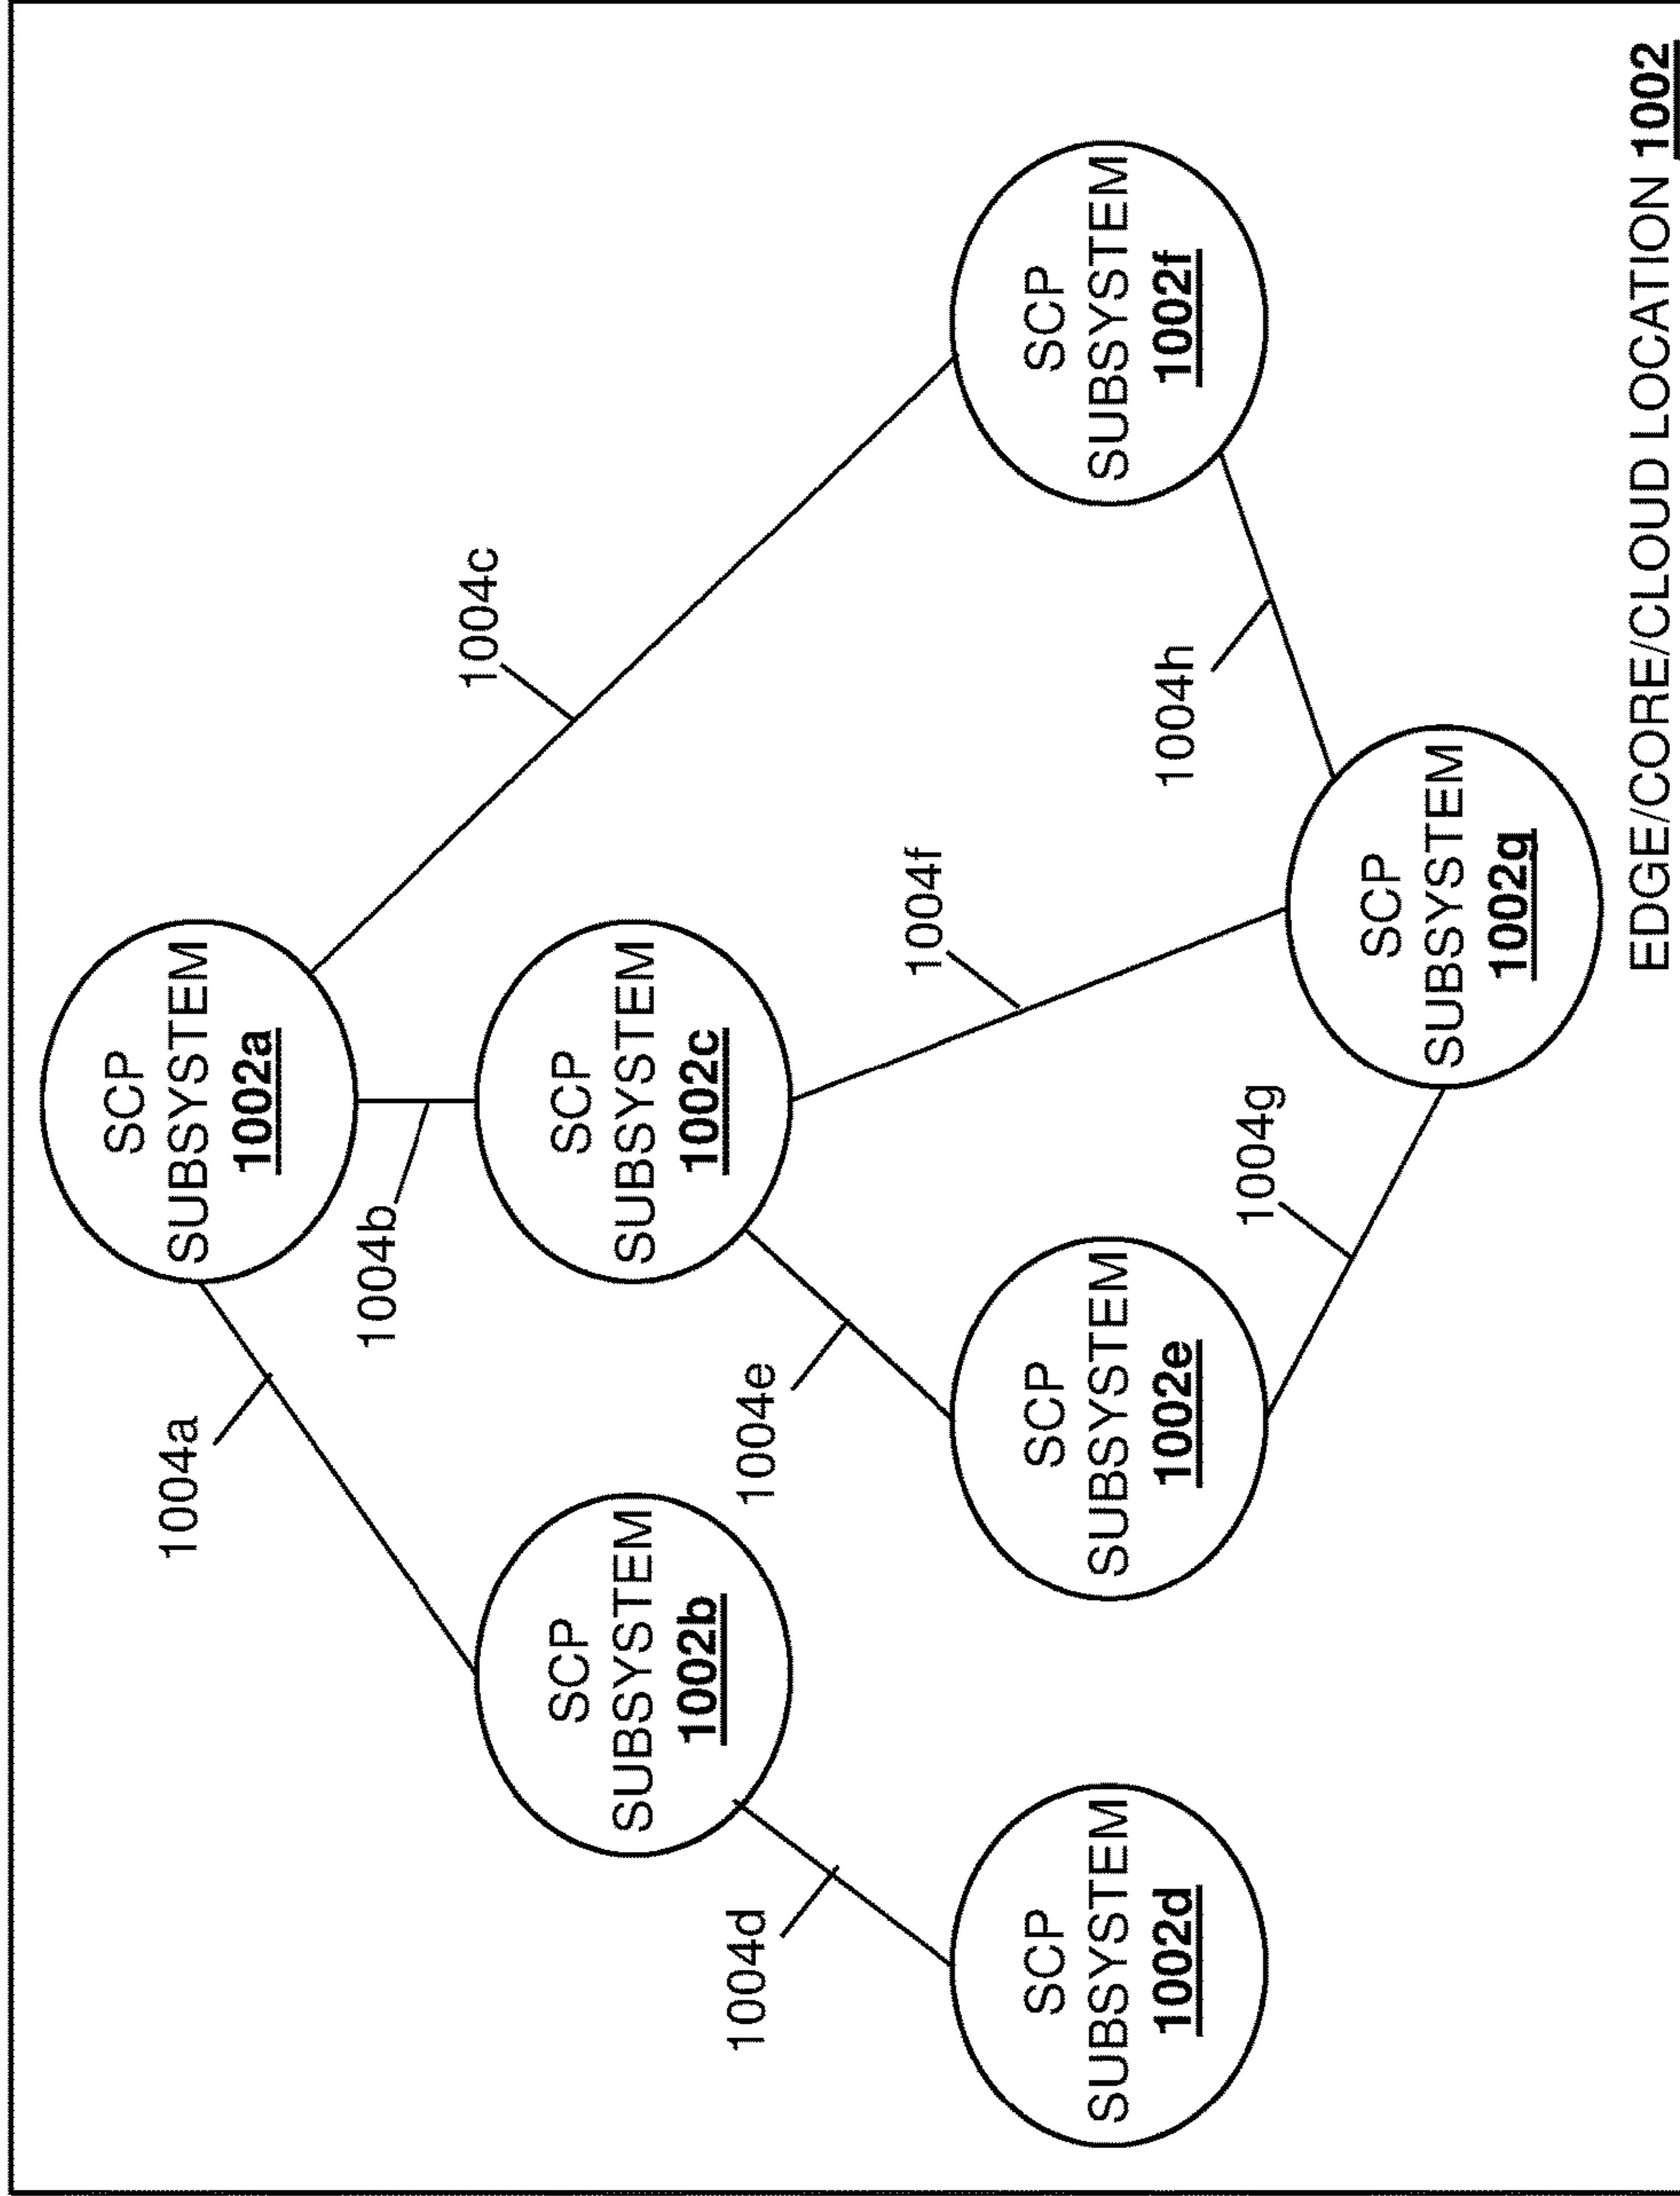 SCP
SUBSYSTEM
1002a
1004a
1004b
1004c
SCP
SUBSYSTEM
1002b
SCP
SUBSYSTEM
1002c
1004d
1004e
1004f
SCP
SUBSYSTEM
1002d
SCP
SUBSYSTEM
1002e
SCP
SUBSYSTEM
1002f
1004g
1004h
SCP
SUBSYSTEM
1002g
EDGE/CORE/CLOUD LOCATION 1002